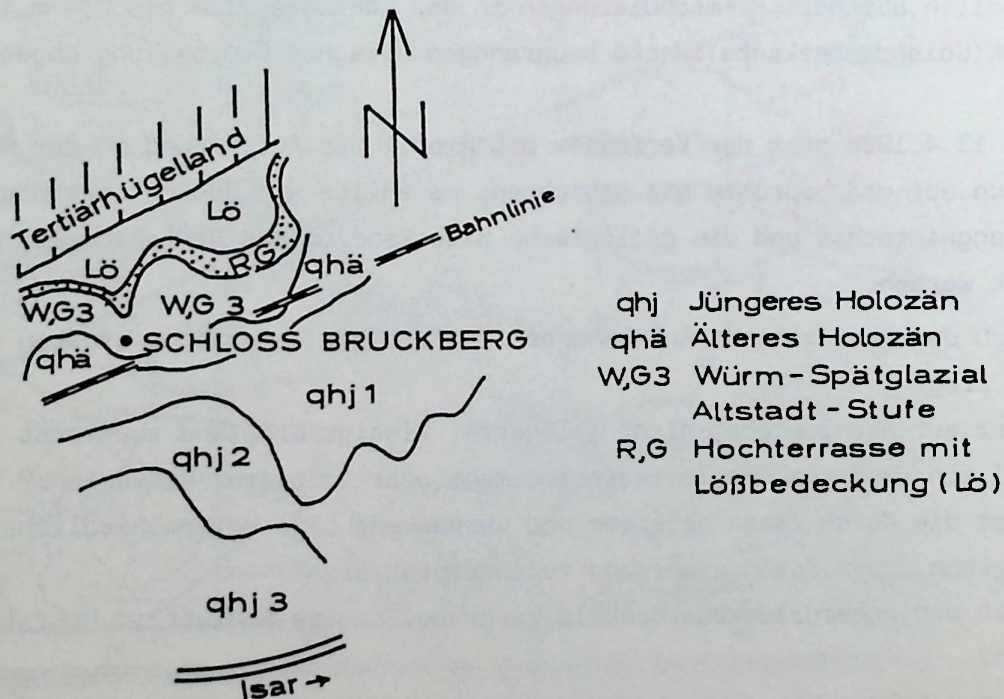 N
Tertiärhügelland
Lö
Lö
R,G
qhä
Bahnlinie
W,G3
W,G 3
qhä
SCHLOSS BRUCKBERG
qhj 1
qhj 2
qhj 3
Isar →
qhj Jüngeres Holozän
qhä Älteres Holozän
W,G3 Würm-Spätglazial
Altstadt-Stufe
R,G Hochterrasse mit
Lößbedeckung (Lö)